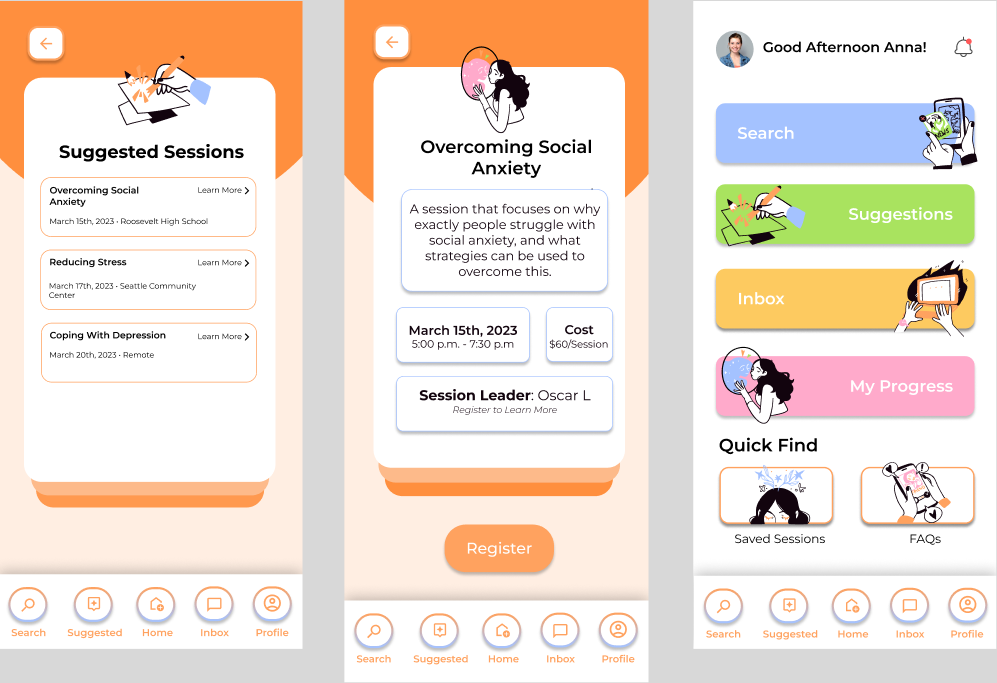 Suggested Sessions
Overcoming Social
Anxiety
Learn More
March 15th, 2023 • Roosevelt High School
Reducing Stress
Learn More
March 17th, 2023 • Seattle Community
Center
Coping With Depression
Learn More
March 20th, 2023 • Remote
Search
Suggested
Home
Inbox
Profile
Overcoming Social
Anxiety
A session that focuses on why
exactly people struggle with
social anxiety, and what
strategies can be used to
overcome this.
March 15th, 2023
5:00 p.m. - 7:30 p.m
Cost
$60/Session
Session Leader: Oscar L
Register to Learn More
Register
Search
Suggested
Home
Inbox
Profile
Good Afternoon Anna!
Search
Suggestions
Inbox
My Progress
Quick Find
Saved Sessions
FAQs
Search
Suggested
Home
Inbox
Profile